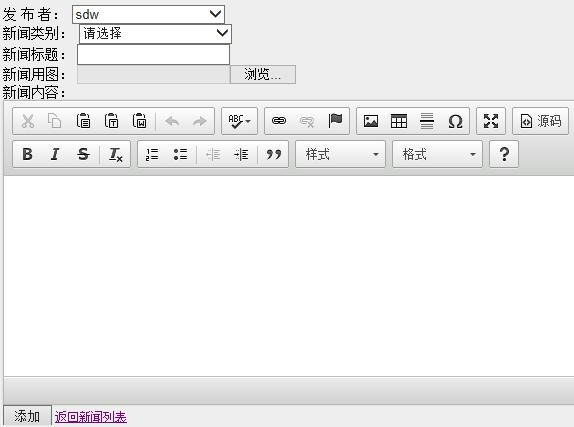 发 布 者： sdw
新闻类别： 请选择
新闻标题：
新闻用图： 浏览...
新闻内容：
ABC Ω 源码
B I S Tx 样式 格式 ?
添加 返回新闻列表